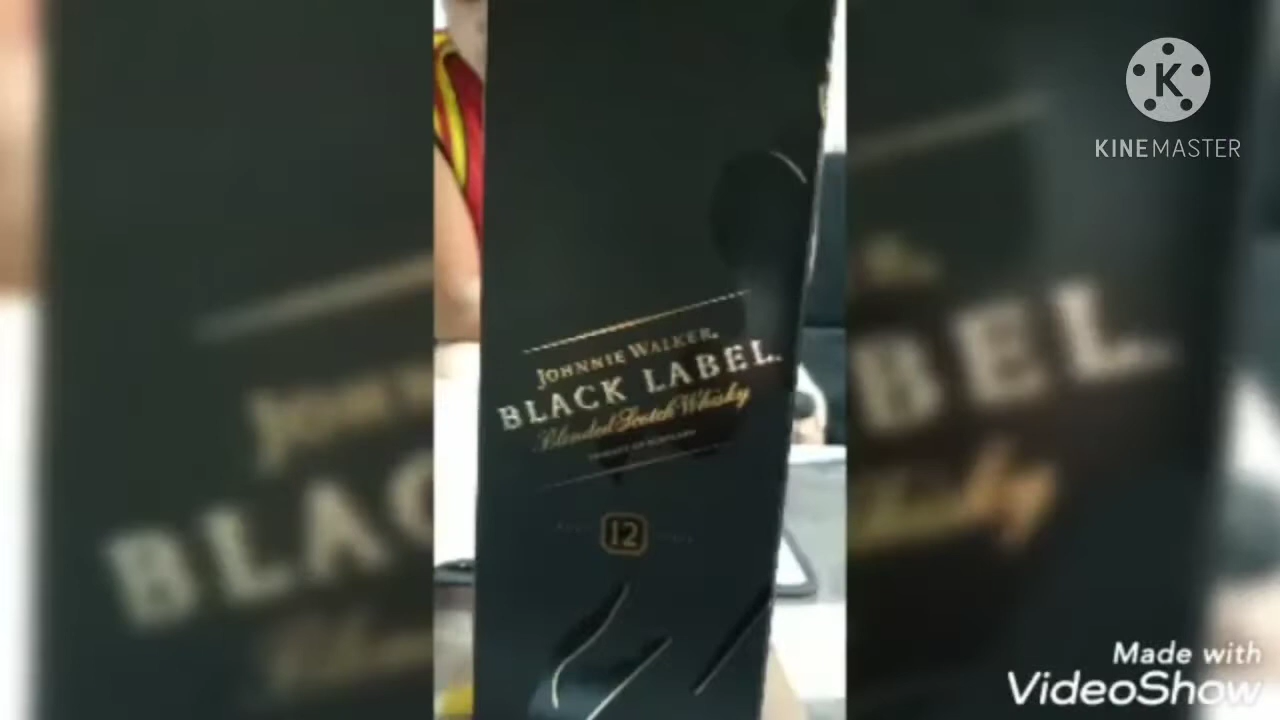 K
KINEMASTER
JOHNNIE WALKER.
BLACK LABEL.
Blended Scotch Whisky
12
Made with
VideoShow